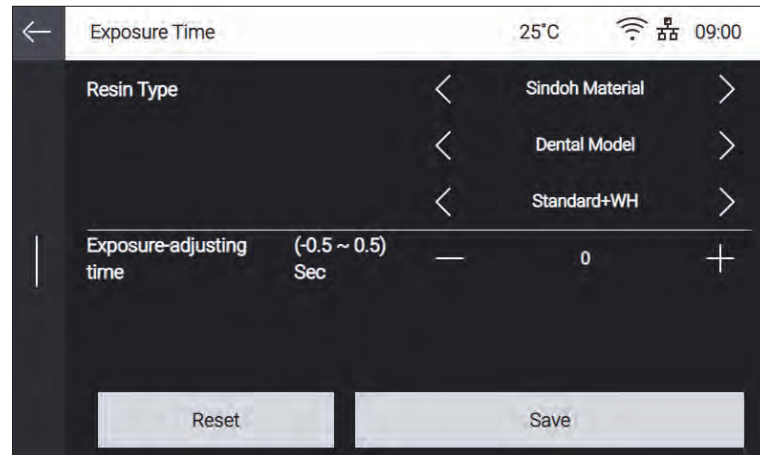 Exposure Time 25°C 09:00
Resin Type < Sindoh Material >
< Dental Model >
< Standard+WH >
Exposure-adjusting (-0.5 ~ 0.5) — 0 +
time Sec
Reset Save